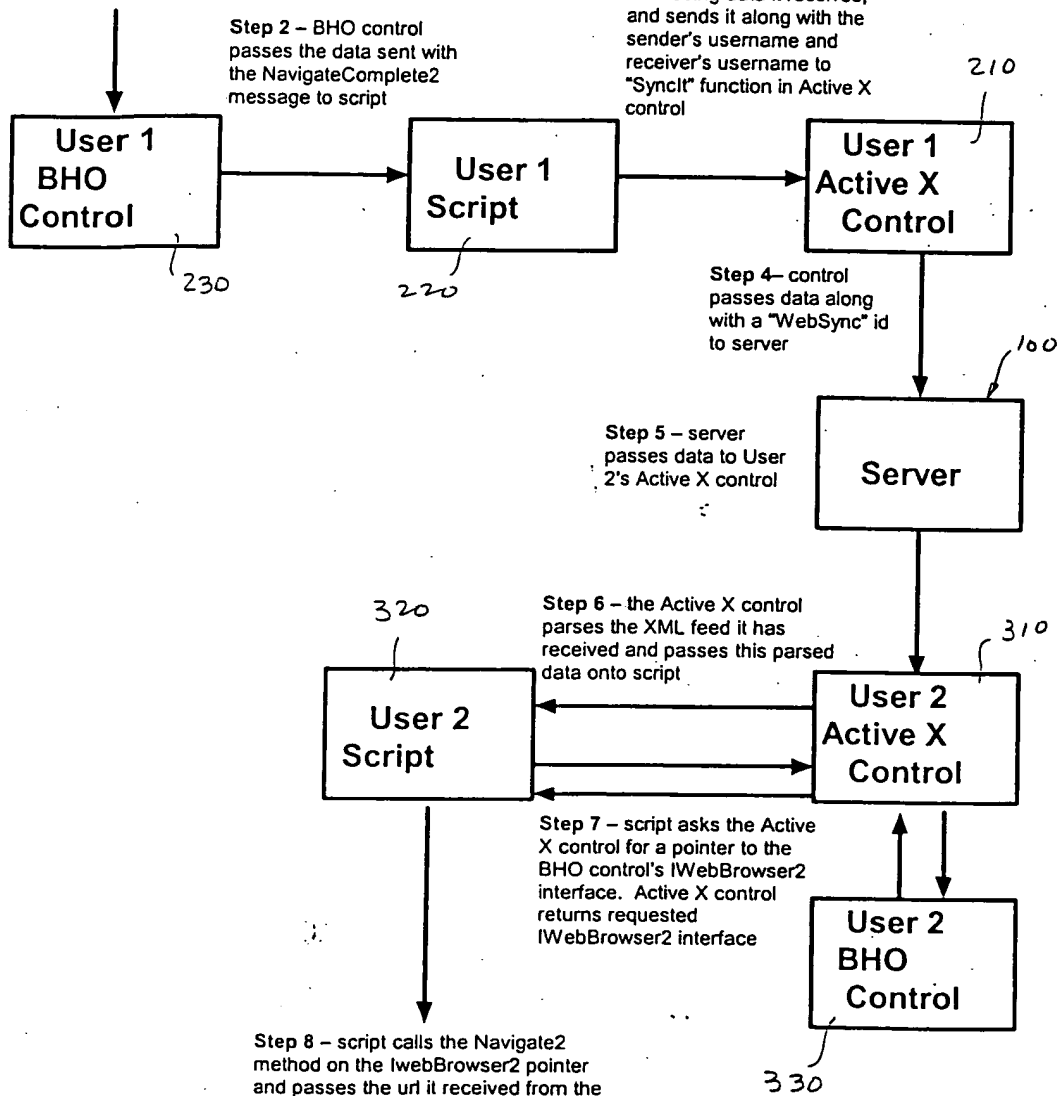 Step 2 – BHO control
passes the data sent with
the NavigateComplete2
message to script
and sends it along with the
sender's username and
receiver's username to
"SyncIt" function in Active X
control
210
User 1
BHO
Control
User 1
Script
User 1
Active X
Control
230
220
Step 4– control
passes data along
with a "WebSync" id
to server
100
Step 5 – server
passes data to User
2's Active X control
Server
320
Step 6 – the Active X control
parses the XML feed it has
received and passes this parsed
data onto script
310
User 2
Script
User 2
Active X
Control
Step 7 – script asks the Active
X control for a pointer to the
BHO control's IWebBrowser2
interface. Active X control
returns requested
IWebBrowser2 interface
User 2
BHO
Control
Step 8 – script calls the Navigate2
method on the IwebBrowser2 pointer
and passes the url it received from the
330